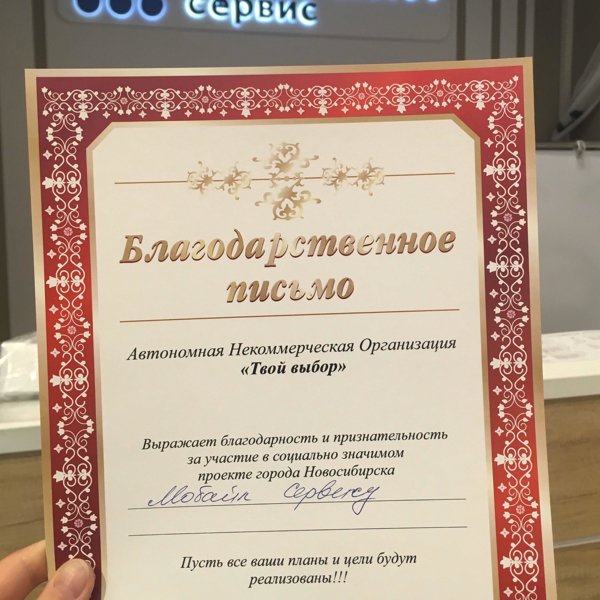 сервис
Благодарственное
письмо
Автономная Некоммерческая Организация
«Твой выбор»
Выражает благодарность и признательность
за участие в социально значимом
проекте города Новосибирска
Мобайл Сервису
Пусть все ваши планы и цели будут
реализованы!!!